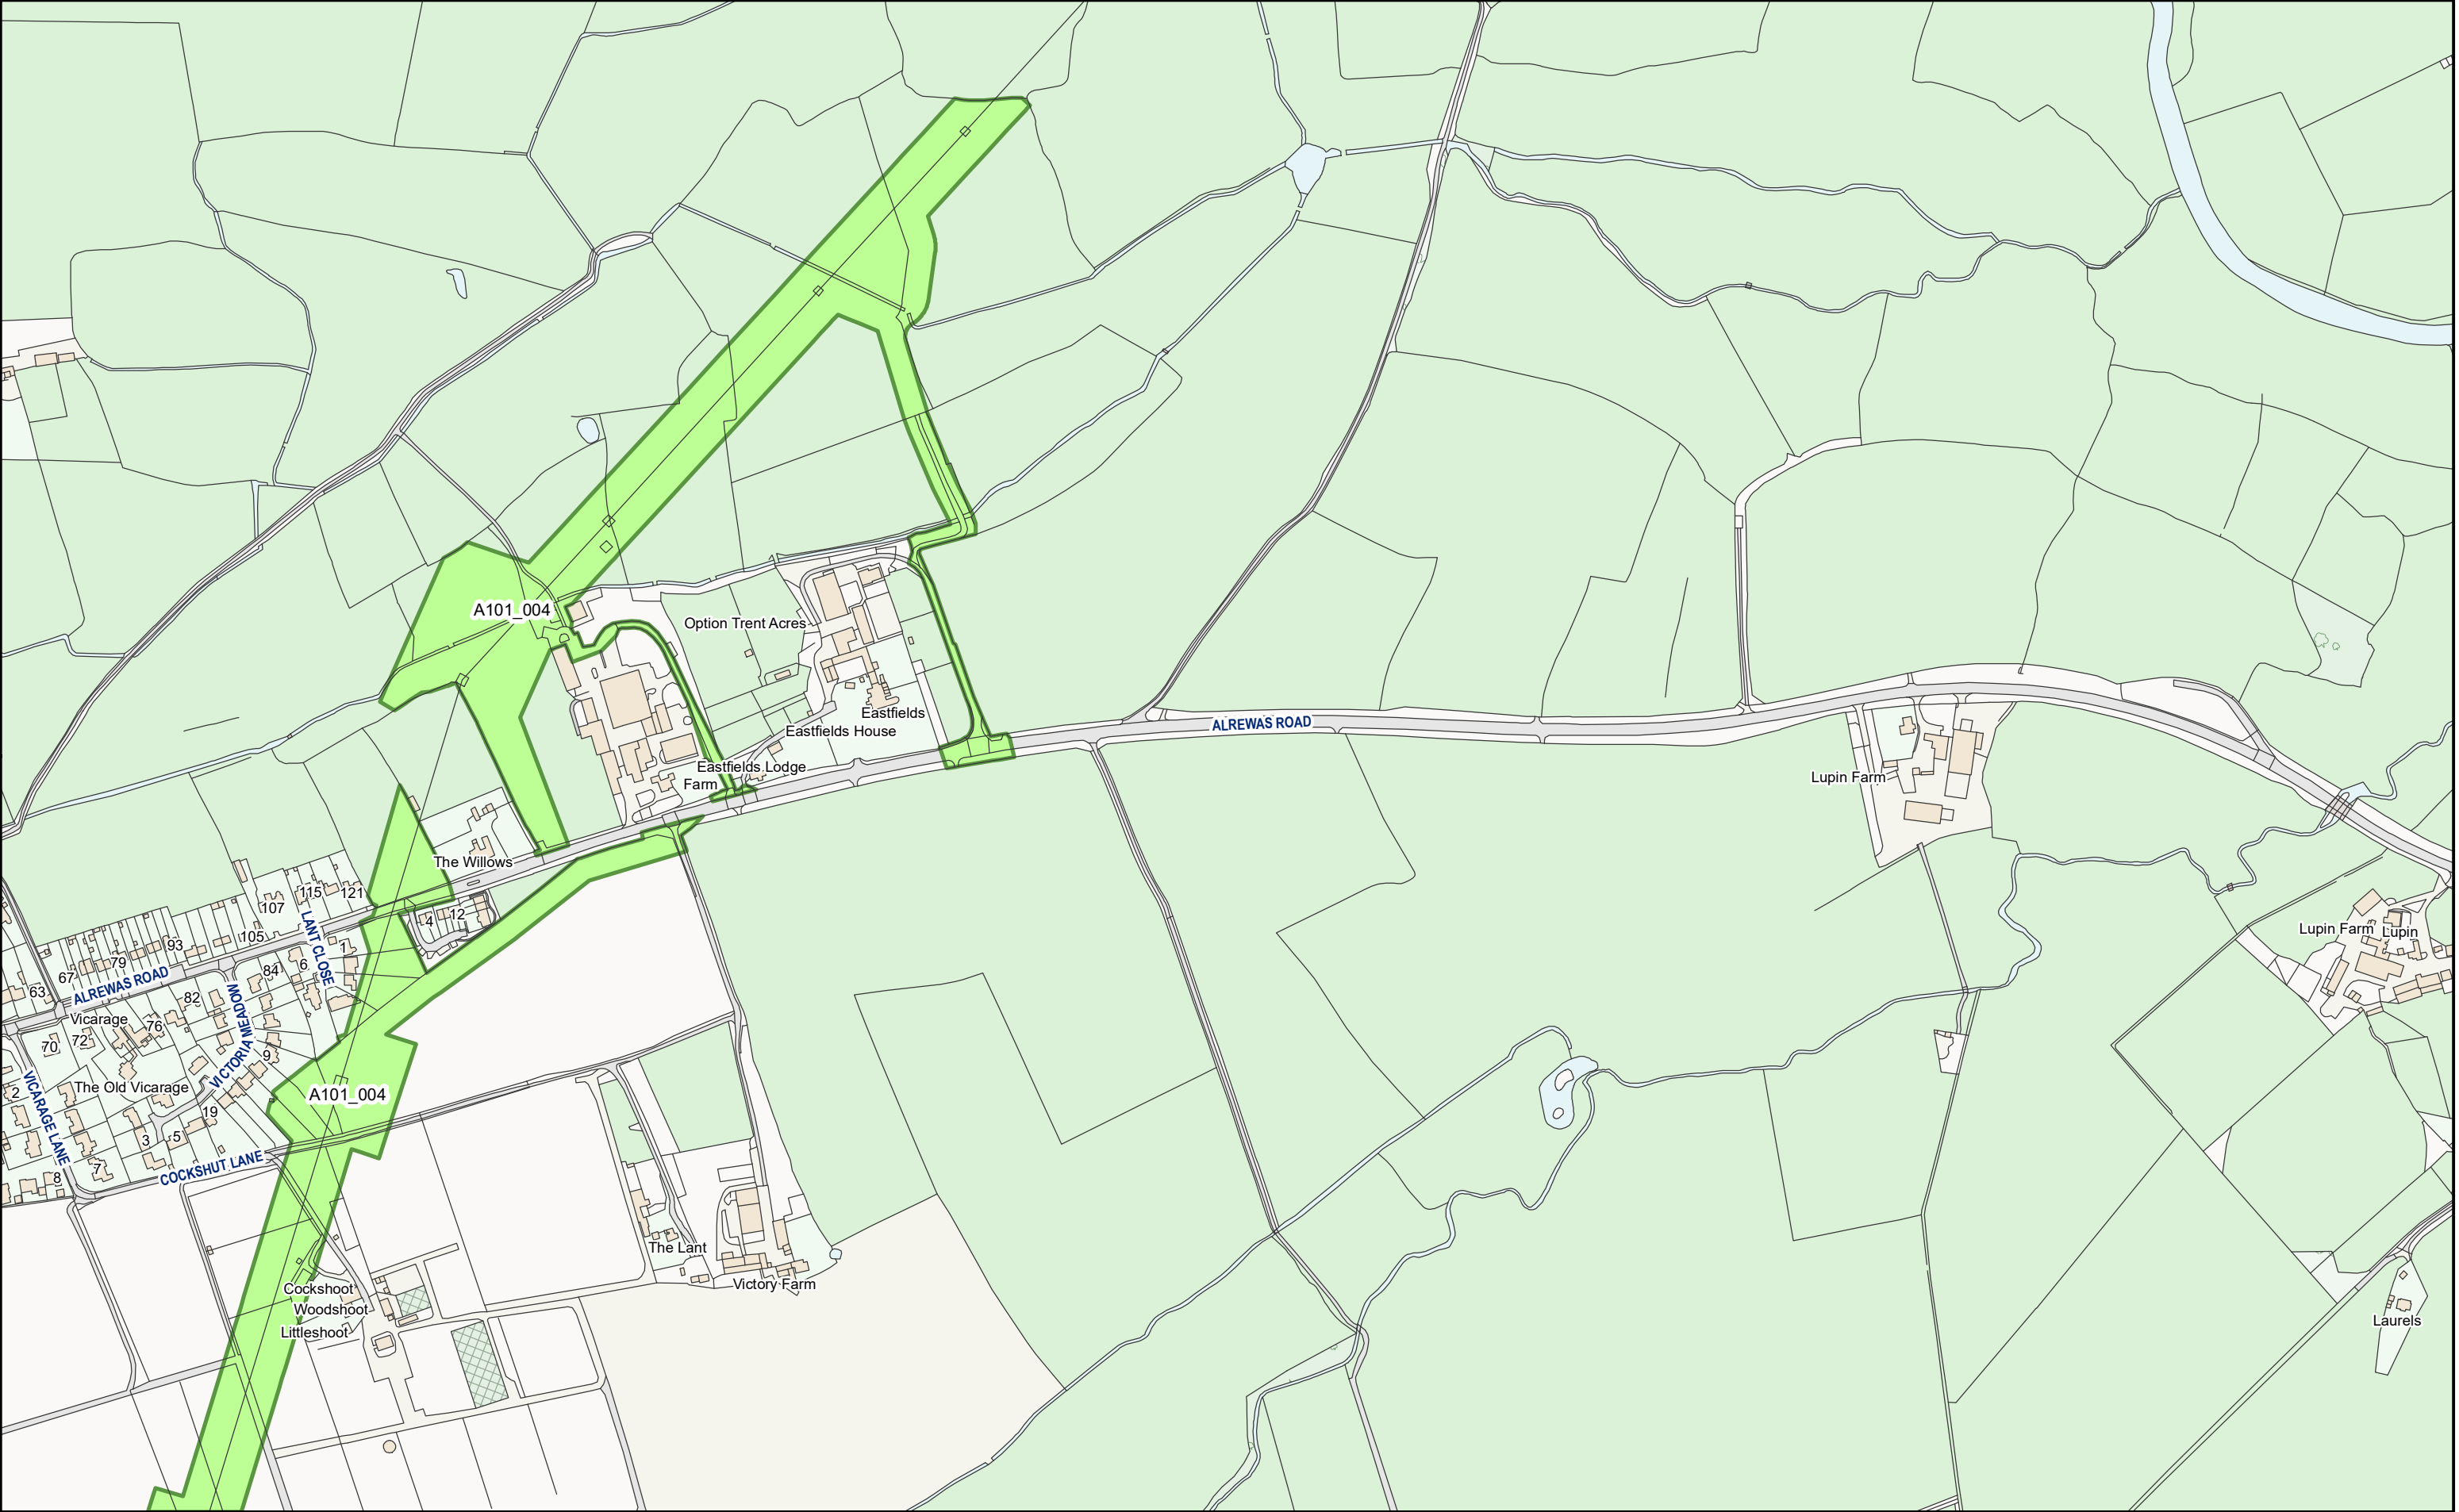 A101_004
Option Trent Acres
Eastfields
Eastfields House
ALREWAS ROAD
Eastfields Lodge
Farm
Lupin Farm
The Willows
115
121
107
4
12
LANT CLOSE
105
93
1
79
67
84
6
63
ALREWAS ROAD
82
VICTORIA MEADOW
Vicarage
76
70
72
9
Lupin Farm
Lupin
The Old Vicarage
2
VICARAGE LANE
A101_004
19
3
5
7
COCKSHUT LANE
8
The Lant
Victory Farm
Cockshoot
Woodshoot
Littleshoot
Laurels